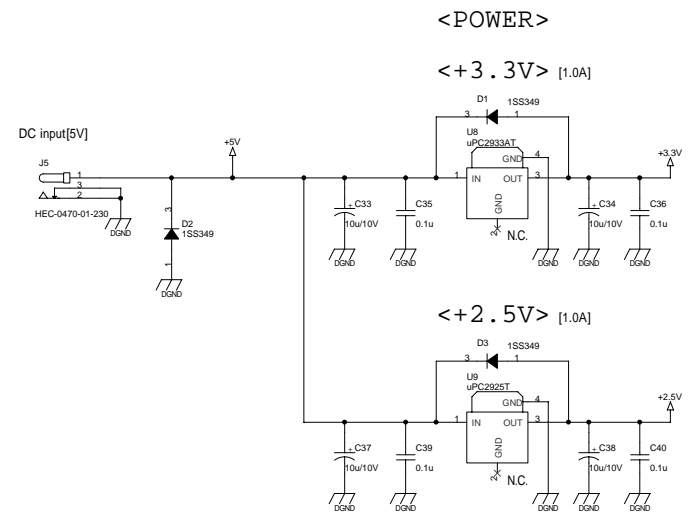 <POWER>
<+3.3V> [1.0A]
D1
1SS349
3
1
DC input[5V]
+5V
U8
uPC2933AT
GND
4
+3.3V
J5
1
3
2
HEC-0470-01-230
DGND
1
IN
OUT
3
GND
2
N.C.
3
D2
1SS349
1
DGND
+
C33
10u/10V
DGND
C35
0.1u
DGND
DGND
+
C34
10u/10V
DGND
C36
0.1u
DGND
<+2.5V> [1.0A]
D3
1SS349
3
1
U9
uPC2925T
GND
4
+2.5V
1
IN
OUT
3
GND
2
N.C.
+
C37
10u/10V
DGND
C39
0.1u
DGND
DGND
+
C38
10u/10V
DGND
C40
0.1u
DGND